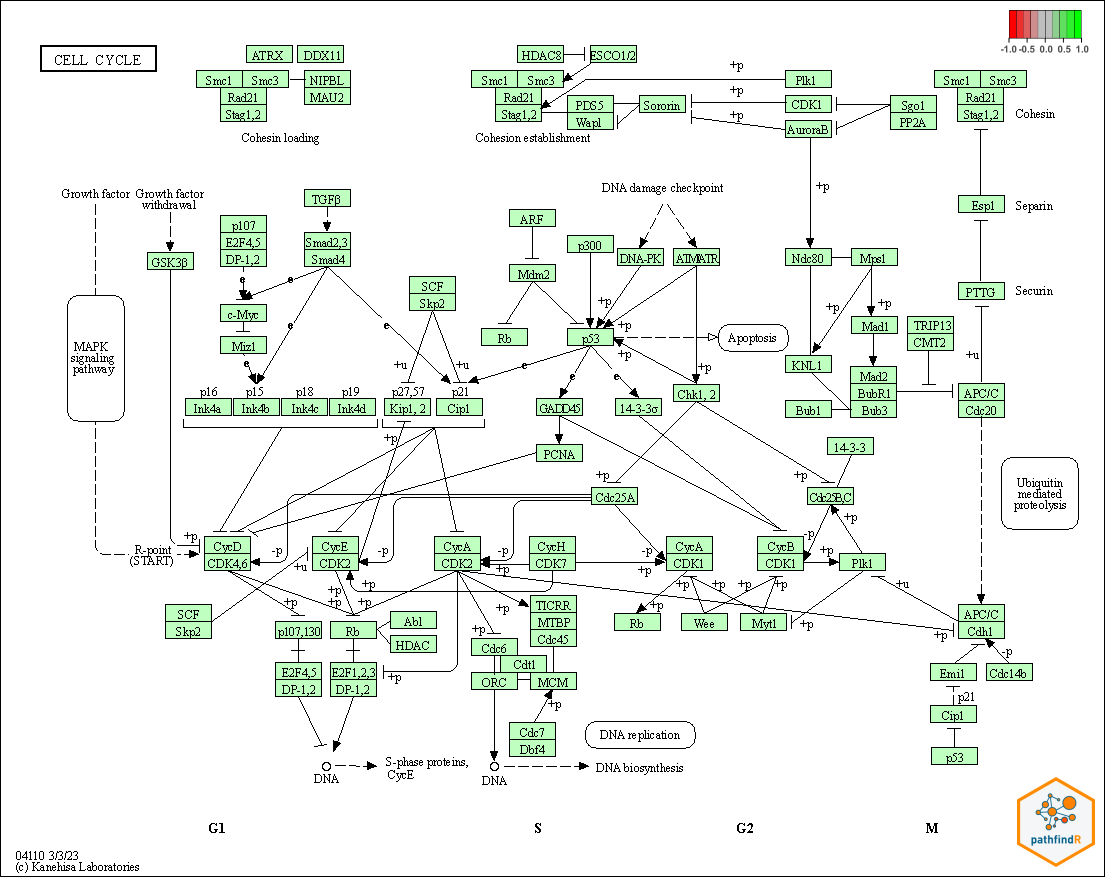 CELL CYCLE
ATRX
DDX11
Smc1
Smc3
NIPBL
Rad21
MAU2
Stag1,2
Cohesin loading
HDAC8
ESCO1/2
Smc1
Smc3
Rad21
Stag1,2
PDS5
Wapl
Sororin
Cohesion establishment
+p
Plk1
+p
CDK1
+p
AuroraB
Sgo1
PP2A
Smc1
Smc3
Rad21
Stag1,2
Cohesin
-1.0 -0.5 0.0 0.5 1.0
Growth factor
Growth factor
withdrawal
GSK3β
p107
E2F4,5
DP-1,2
TGFβ
Smad2,3
Smad4
e
e
e
c-Myc
Miz1
e
SCF
Skp2
+u
+u
ARF
Mdm2
Rb
p300
DNA damage checkpoint
DNA-PK
ATM/ATR
+p
+p
+p
p53
Apoptosis
+p
Ndc80
Mps1
+p
+p
KNL1
Mad1
Mad2
BubR1
Bub3
Bub1
TRIP13
CMT2
Esp1
Separin
PTTG
Securin
+u
APC/C
Cdc20
MAPK
signaling
pathway
p16
p15
p18
p19
Ink4a
Ink4b
Ink4c
Ink4d
p27,57
p21
Kip1, 2
Cip1
e
e
e
GADD45
14-3-3σ
+p
Chk1, 2
PCNA
+p
14-3-3
+p
+p
Cdc25A
Cdc25B,C
Ubiquitin
mediated
proteolysis
R-point
(START)
+p
CycD
CDK4,6
-p
CycE
CDK2
-p
CycA
CDK2
-p
+p
CycH
CDK7
-p
CycA
CDK1
CycB
CDK1
-p
+p
+p
Plk1
+u
+u
+p
+p
+p
+p
+p
+p
+p
+p
+p
+p
SCF
Skp2
p107,130
Rb
Abl
HDAC
E2F4,5
DP-1,2
E2F1,2,3
DP-1,2
+p
+p
Cdc6
Cdt1
ORC
MCM
TICRR
MTBP
Cdc45
+p
Cdc7
Dbf4
Rb
Wee
Myt1
APC/C
Cdh1
-p
Emi1
Cdc14b
p21
Cip1
p53
DNA
S-phase proteins,
CycE
DNA
DNA replication
DNA biosynthesis
G1
S
G2
M
04110 3/3/23
(c) Kanehisa Laboratories
pathfindR